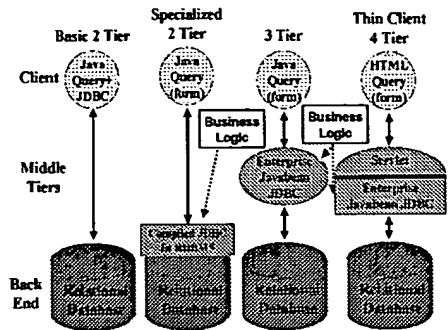 Basic 2 Tier
Specialized
2 Tier
3 Tier
Thin Client
4 Tier
Client
Java
Query+
JDBC
Java
Query
(form)
Java
Query
(form)
HTML
Query
(form)
Business
Logic
Business
Logic
Middle
Tiers
Enterprise
Javabean
JDBC
Servlet
Enterprise
Javabean, JDBC
Compiled JDBC
Back
End
Relational
Database
Relational
Database
Relational
Database
Relational
Database